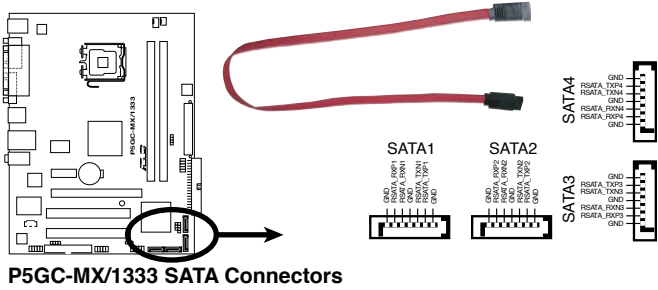 P5GC-MX/1333
SATA1
GND
RSATA_RXP1
RSATA_RXN1
GND
RSATA_TXN1
RSATA_TXP1
GND
SATA2
GND
RSATA_RXP2
RSATA_RXN2
GND
RSATA_TXN2
RSATA_TXP2
GND
SATA4
GND
RSATA_TXP4
RSATA_TXN4
GND
RSATA_RXN4
RSATA_RXP4
GND
SATA3
GND
RSATA_TXP3
RSATA_TXN3
GND
RSATA_RXN3
RSATA_RXP3
GND
P5GC-MX/1333 SATA Connectors